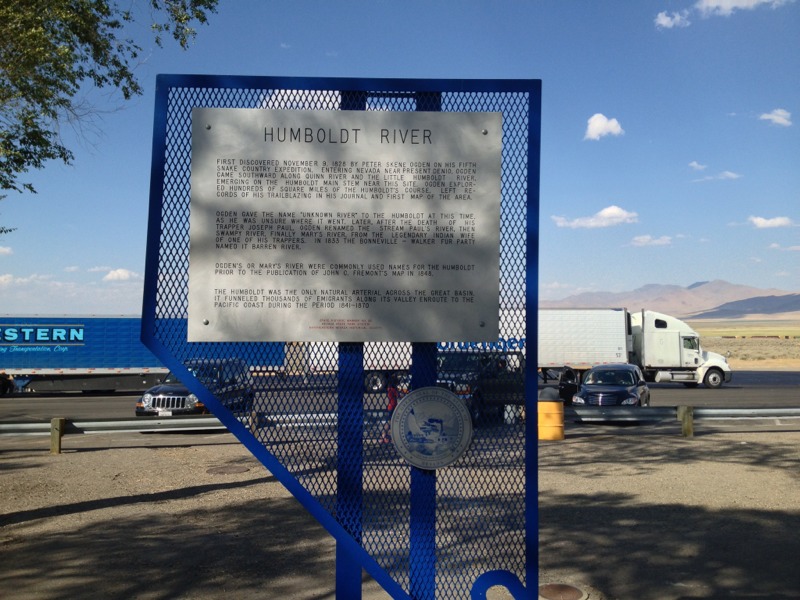 HUMBOLDT RIVER
FIRST DISCOVERED NOVEMBER 9, 1828 BY PETER SKENE OGDEN ON HIS FIFTH
SNAKE COUNTRY EXPEDITION. ENTERING NEVADA NEAR PRESENT DENIO, OGDEN
CAME SOUTHWARD ALONG QUINN RIVER AND THE LITTLE HUMBOLDT RIVER.
EMERGING ON THE HUMBOLDT MAIN STEM NEAR THIS SITE. OGDEN EXPLOR-
ED HUNDREDS OF SQUARE MILES OF THE HUMBOLDT'S COURSE, LEFT RE-
CORDS OF HIS TRAILBLAZING IN HIS JOURNAL AND FIRST MAP OF THE AREA.
OGDEN GAVE THE NAME "UNKNOWN RIVER" TO THE HUMBOLDT AT THIS TIME,
AS HE WAS UNSURE WHERE IT WENT. LATER, AFTER THE DEATH OF HIS
TRAPPER JOSEPH PAUL, OGDEN RENAMED THE STREAM PAUL'S RIVER, THEN
SWAMPY RIVER, FINALLY MARY'S RIVER, FROM THE LEGENDARY INDIAN WIFE
OF ONE OF HIS TRAPPERS. IN 1833 THE BONNEVILLE - WALKER FUR PARTY
NAMED IT BARREN RIVER.
OGDEN'S OR MARY'S RIVER WERE COMMONLY USED NAMES FOR THE HUMBOLDT
PRIOR TO THE PUBLICATION OF JOHN C. FREMONT'S MAP IN 1848.
THE HUMBOLDT WAS THE ONLY NATURAL ARTERIAL ACROSS THE GREAT BASIN.
IT FUNNELED THOUSANDS OF EMIGRANTS ALONG ITS VALLEY ENROUTE TO THE
PACIFIC COAST DURING THE PERIOD 1841-1870
ESTERN
Transportation, Corp.